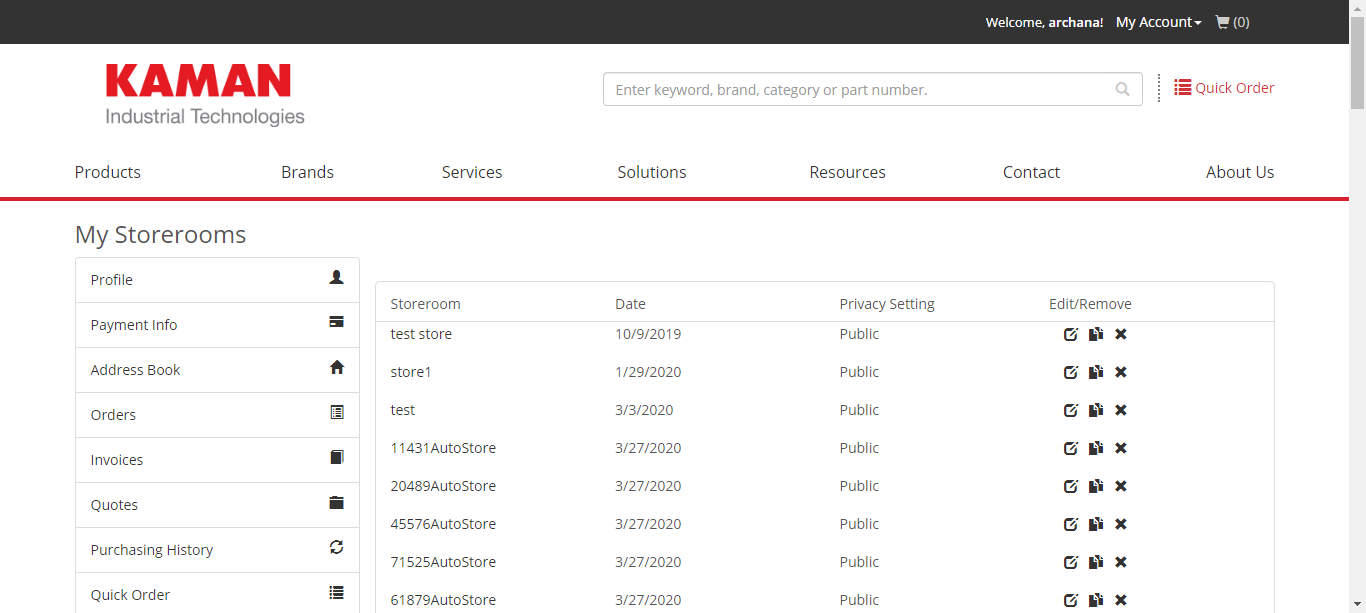 Welcome, archana! My Account (0)
KAMAN
Industrial Technologies
Enter keyword, brand, category or part number.
Quick Order
Products Brands Services Solutions Resources Contact About Us
My Storerooms
Profile
Payment Info
Address Book
Orders
Invoices
Quotes
Purchasing History
Quick Order
Storeroom Date Privacy Setting Edit/Remove
test store 10/9/2019 Public
store1 1/29/2020 Public
test 3/3/2020 Public
11431AutoStore 3/27/2020 Public
20489AutoStore 3/27/2020 Public
45576AutoStore 3/27/2020 Public
71525AutoStore 3/27/2020 Public
61879AutoStore 3/27/2020 Public